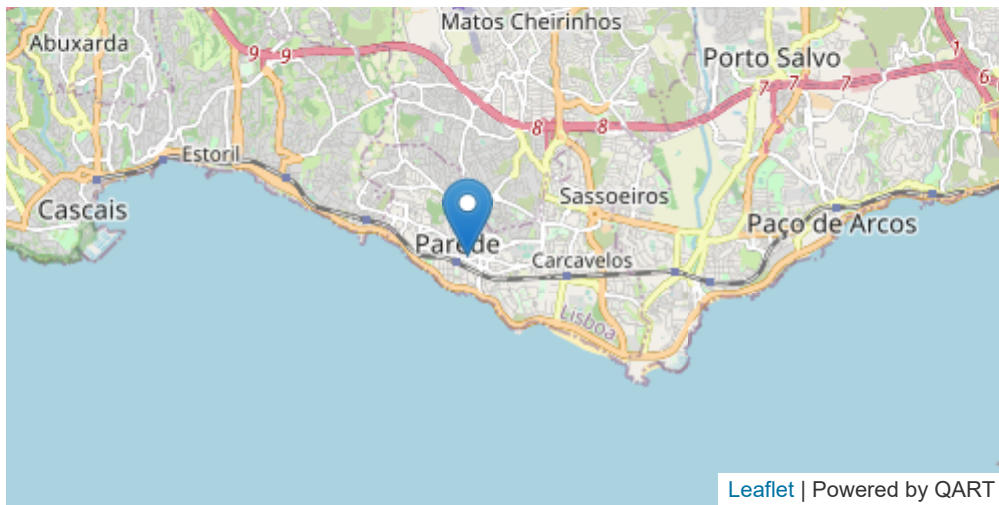 Matos Cheirinhos
Abuxarda
9
9
Porto Salvo
1
6
7
7
7
8
8
Estoril
Sassoeiros
Cascais
Paço de Arcos
Parede
Carcavelos
Lisboa
Leaflet | Powered by QART